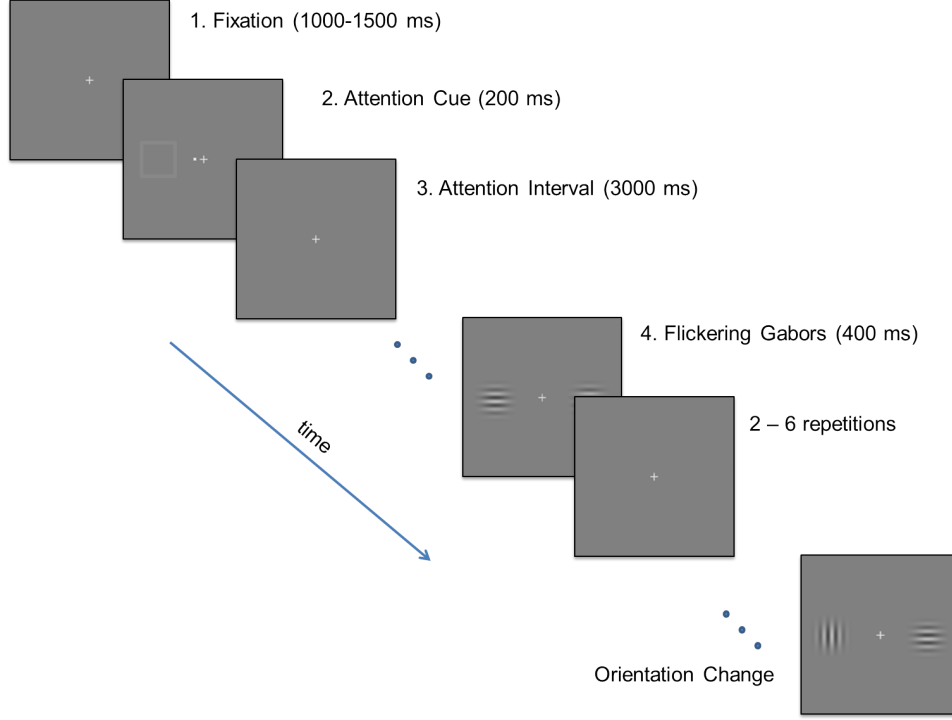 1. Fixation (1000-1500 ms)
2. Attention Cue (200 ms)
3. Attention Interval (3000 ms)
4. Flickering Gabors (400 ms)
time
2 – 6 repetitions
Orientation Change